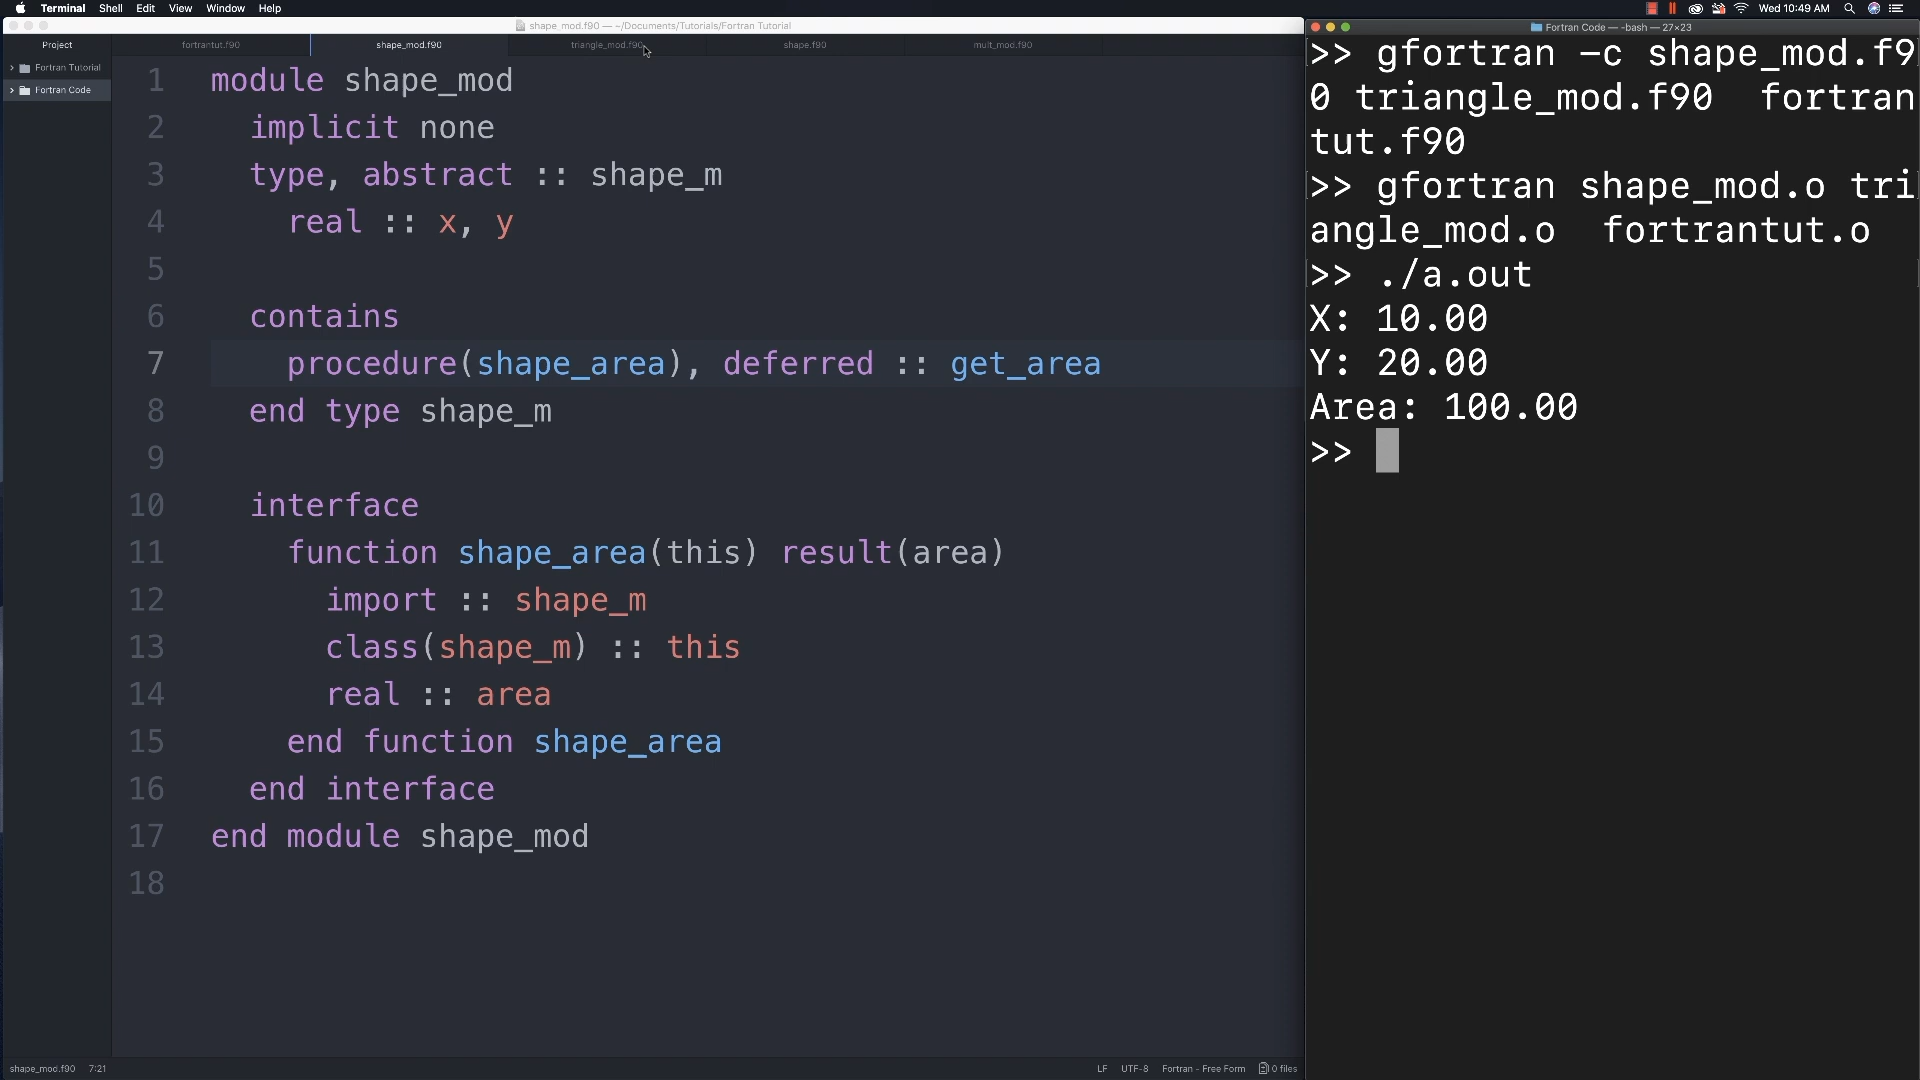 Terminal Shell Edit View Window Help
Wed 10:49 AM
shape_mod.f90 — ~/Documents/Tutorials/Fortran Tutorial
Project
fortrantut.f90
shape_mod.f90
triangle_mod.f90
shape.f90
mult_mod.f90
Fortran Tutorial
Fortran Code
1 module shape_mod
2 implicit none
3 type, abstract :: shape_m
4 real :: x, y
5
6 contains
7 procedure(shape_area), deferred :: get_area
8 end type shape_m
9
10 interface
11 function shape_area(this) result(area)
12 import :: shape_m
13 class(shape_m) :: this
14 real :: area
15 end function shape_area
16 end interface
17 end module shape_mod
18
shape_mod.f90 7:21
LF UTF-8 Fortran - Free Form 0 files
Fortran Code — -bash — 27×23
>> gfortran -c shape_mod.f9
0 triangle_mod.f90 fortran
tut.f90
>> gfortran shape_mod.o tri
angle_mod.o fortrantut.o
>> ./a.out
X: 10.00
Y: 20.00
Area: 100.00
>>